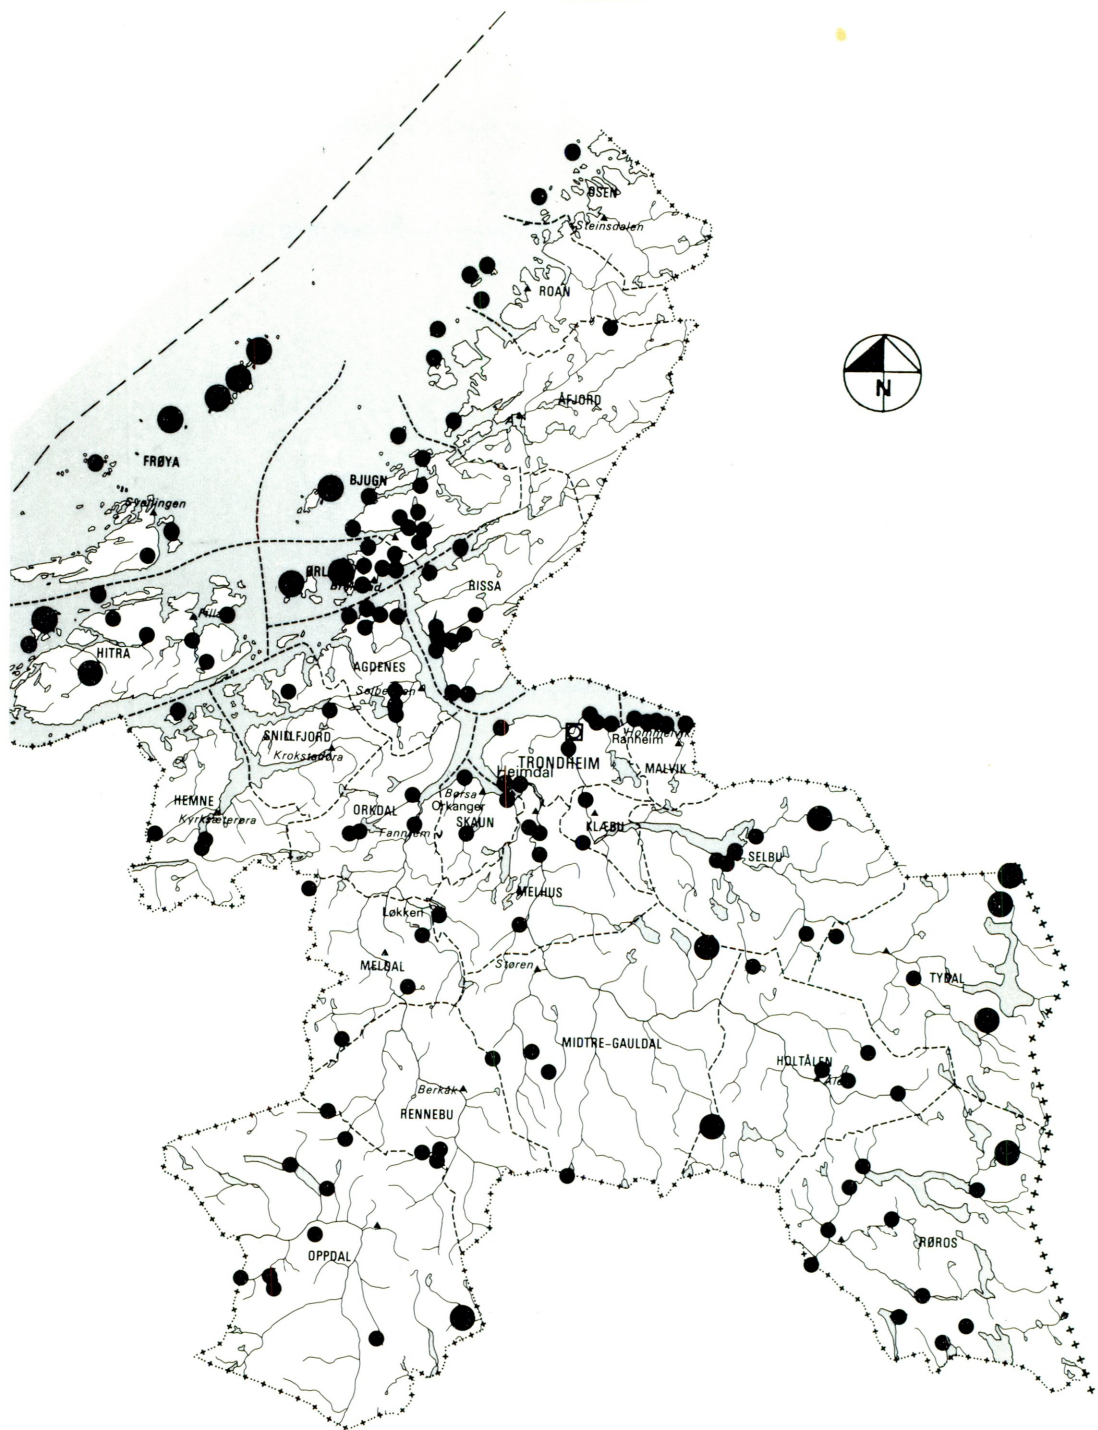 OSEN
Steinsdalen
ROAN
N
ÅFJORD
FRØYA
BJUGN
RISSA
HITRA
AGDENES
SNILLFJORD
Krokstadøra
Ranheim
TRONDHEIM
MALVIK
Heimdal
HEMNE
Kyrksæterøra
ORKDAL
Børsa
Orkanger
SKAUN
Fannrem
KLÆBU
SELBU
MELHUS
Løkken
MELDAL
Støren
TYDAL
MIDTRE-GAULDAL
HOLTÅLEN
Berkåk
RENNEBU
RØROS
OPPDAL